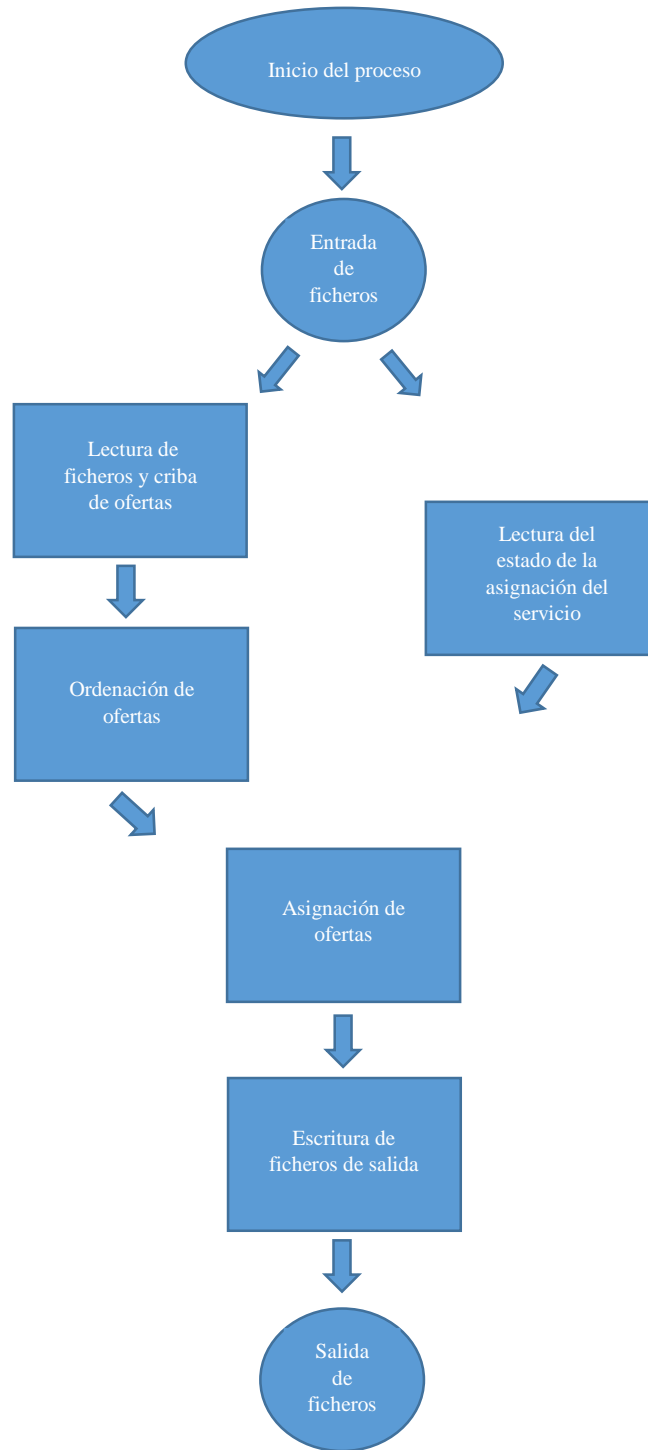 Inicio del proceso
Entrada
de
ficheros
Lectura de
ficheros y criba
de ofertas
Lectura del
estado de la
asignación del
servicio
Ordenación de
ofertas
Asignación de
ofertas
Escritura de
ficheros de salida
Salida
de
ficheros